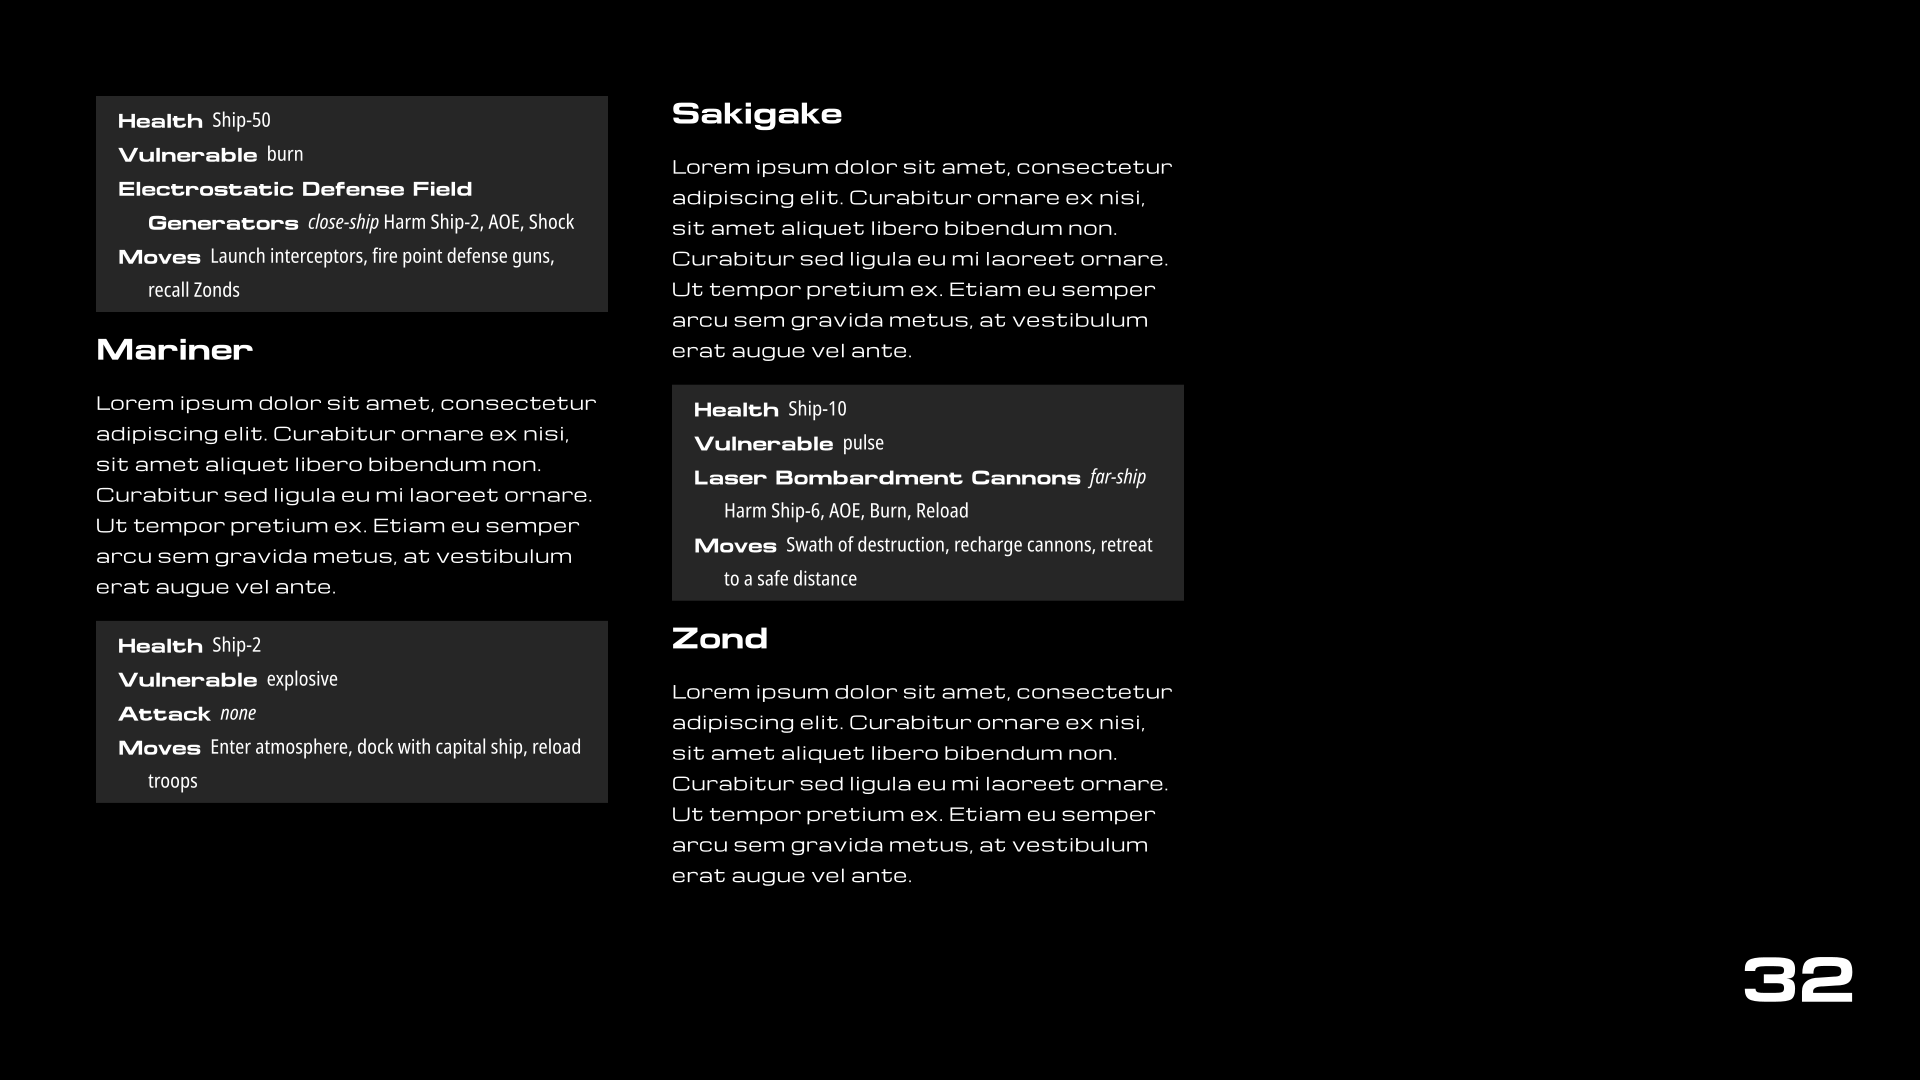 Health Ship-50
Vulnerable burn
Electrostatic Defense Field
Generators close-ship Harm Ship-2, AOE, Shock
Moves Launch interceptors, fire point defense guns,
recall Zonds
Mariner
Lorem ipsum dolor sit amet, consectetur
adipiscing elit. Curabitur ornare ex nisi,
sit amet aliquet libero bibendum non.
Curabitur sed ligula eu mi laoreet ornare.
Ut tempor pretium ex. Etiam eu semper
arcu sem gravida metus, at vestibulum
erat augue vel ante.
Health Ship-2
Vulnerable explosive
Attack none
Moves Enter atmosphere, dock with capital ship, reload
troops
Sakigake
Lorem ipsum dolor sit amet, consectetur
adipiscing elit. Curabitur ornare ex nisi,
sit amet aliquet libero bibendum non.
Curabitur sed ligula eu mi laoreet ornare.
Ut tempor pretium ex. Etiam eu semper
arcu sem gravida metus, at vestibulum
erat augue vel ante.
Health Ship-10
Vulnerable pulse
Laser Bombardment Cannons far-ship
Harm Ship-6, AOE, Burn, Reload
Moves Swath of destruction, recharge cannons, retreat
to a safe distance
Zond
Lorem ipsum dolor sit amet, consectetur
adipiscing elit. Curabitur ornare ex nisi,
sit amet aliquet libero bibendum non.
Curabitur sed ligula eu mi laoreet ornare.
Ut tempor pretium ex. Etiam eu semper
arcu sem gravida metus, at vestibulum
erat augue vel ante.
32